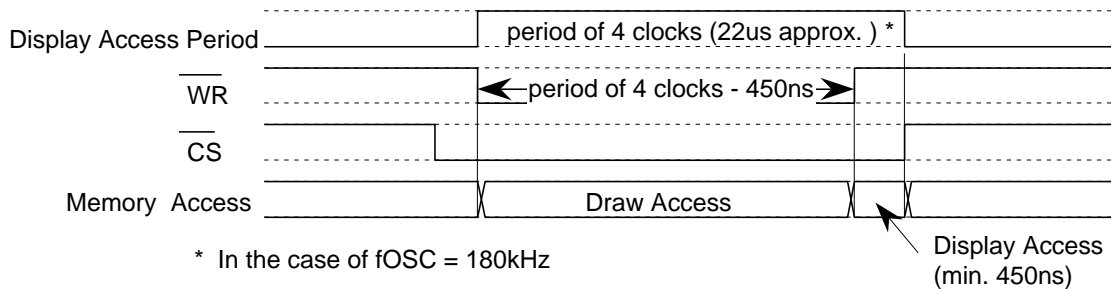 Display Access Period
period of 4 clocks (22us approx. ) *
WR
period of 4 clocks - 450ns
CS
Memory Access
Draw Access
* In the case of fOSC = 180kHz
Display Access
(min. 450ns)